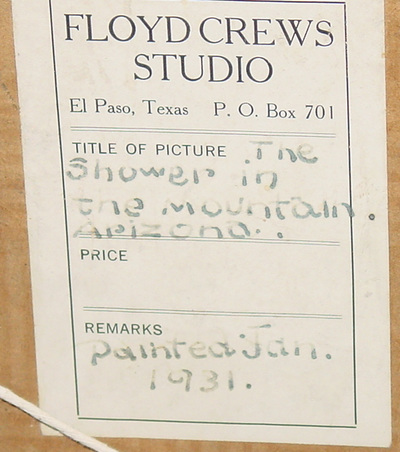 FLOYD CREWS
STUDIO
El Paso, Texas P. O. Box 701
TITLE OF PICTURE The
Shower in
the Mountain
Arizona.
PRICE
REMARKS
painted Jan.
1931.